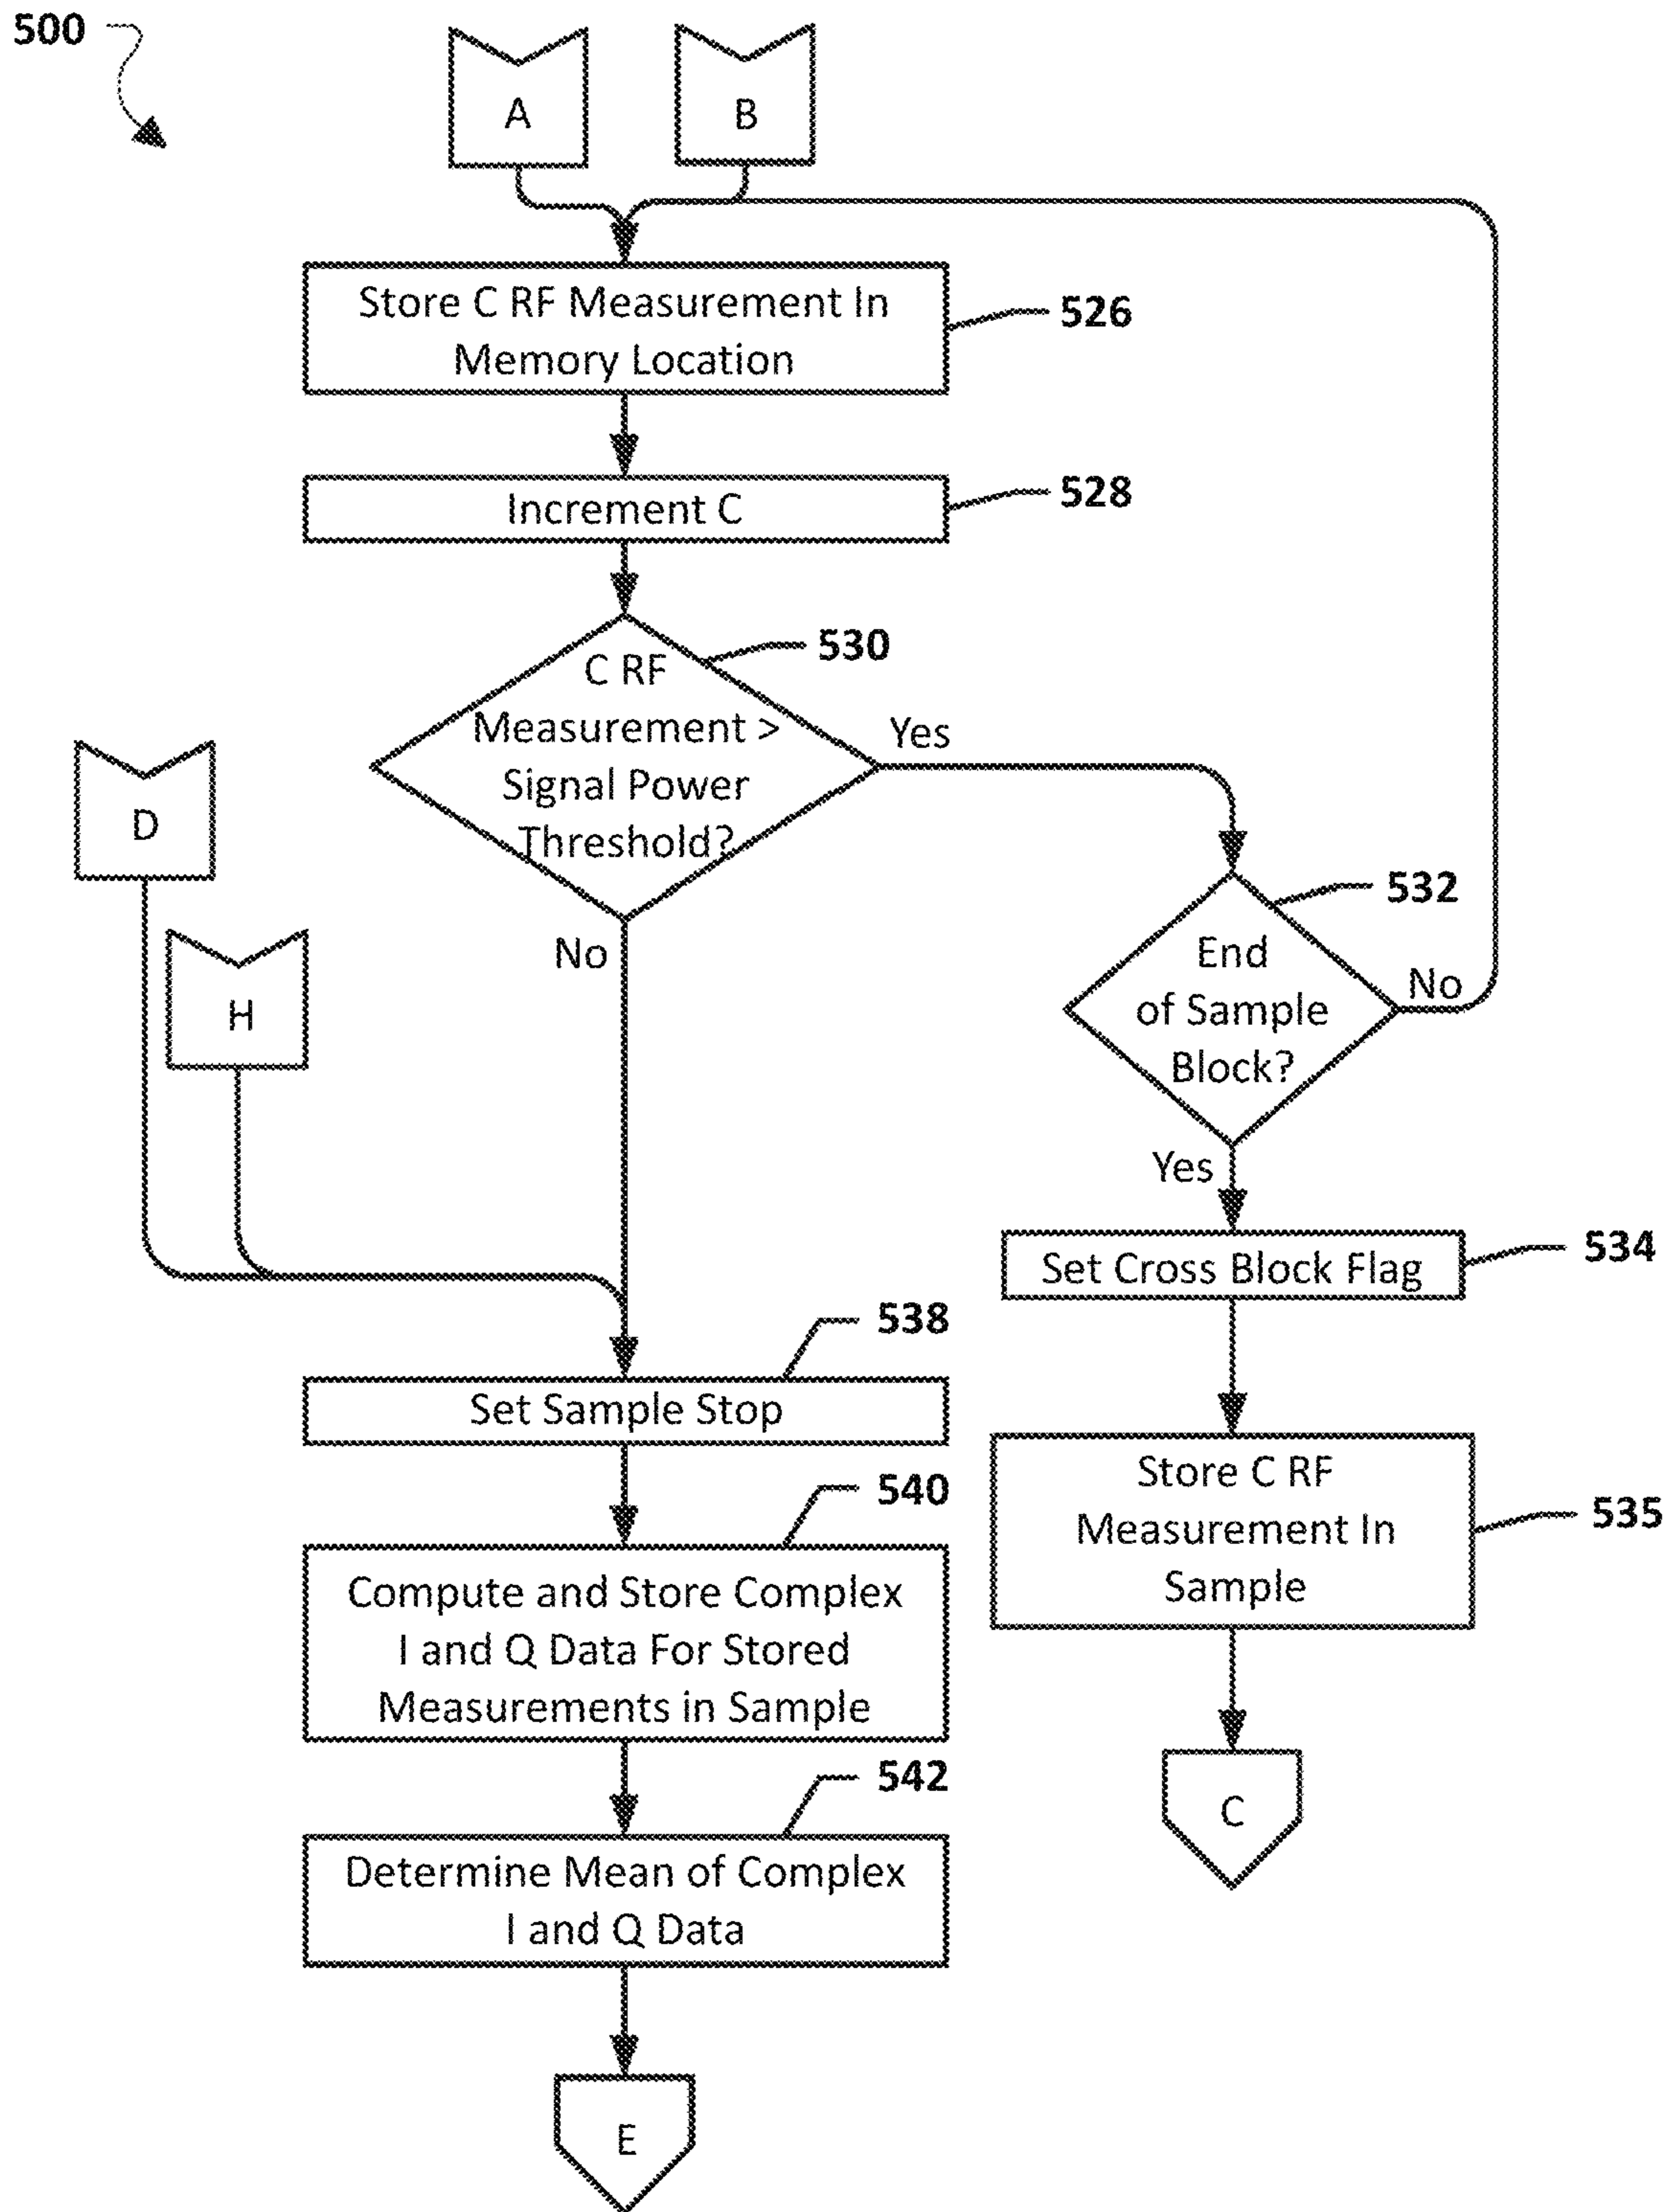 500
A
B
Store C RF Measurement In
Memory Location
526
Increment C
528
530
C RF
Measurement >
Signal Power
Threshold?
Yes
D
532
End
of Sample
Block?
No
No
H
Yes
Set Cross Block Flag
534
538
Set Sample Stop
Store C RF
Measurement In
Sample
535
540
Compute and Store Complex
I and Q Data For Stored
Measurements in Sample
542
C
Determine Mean of Complex
I and Q Data
E